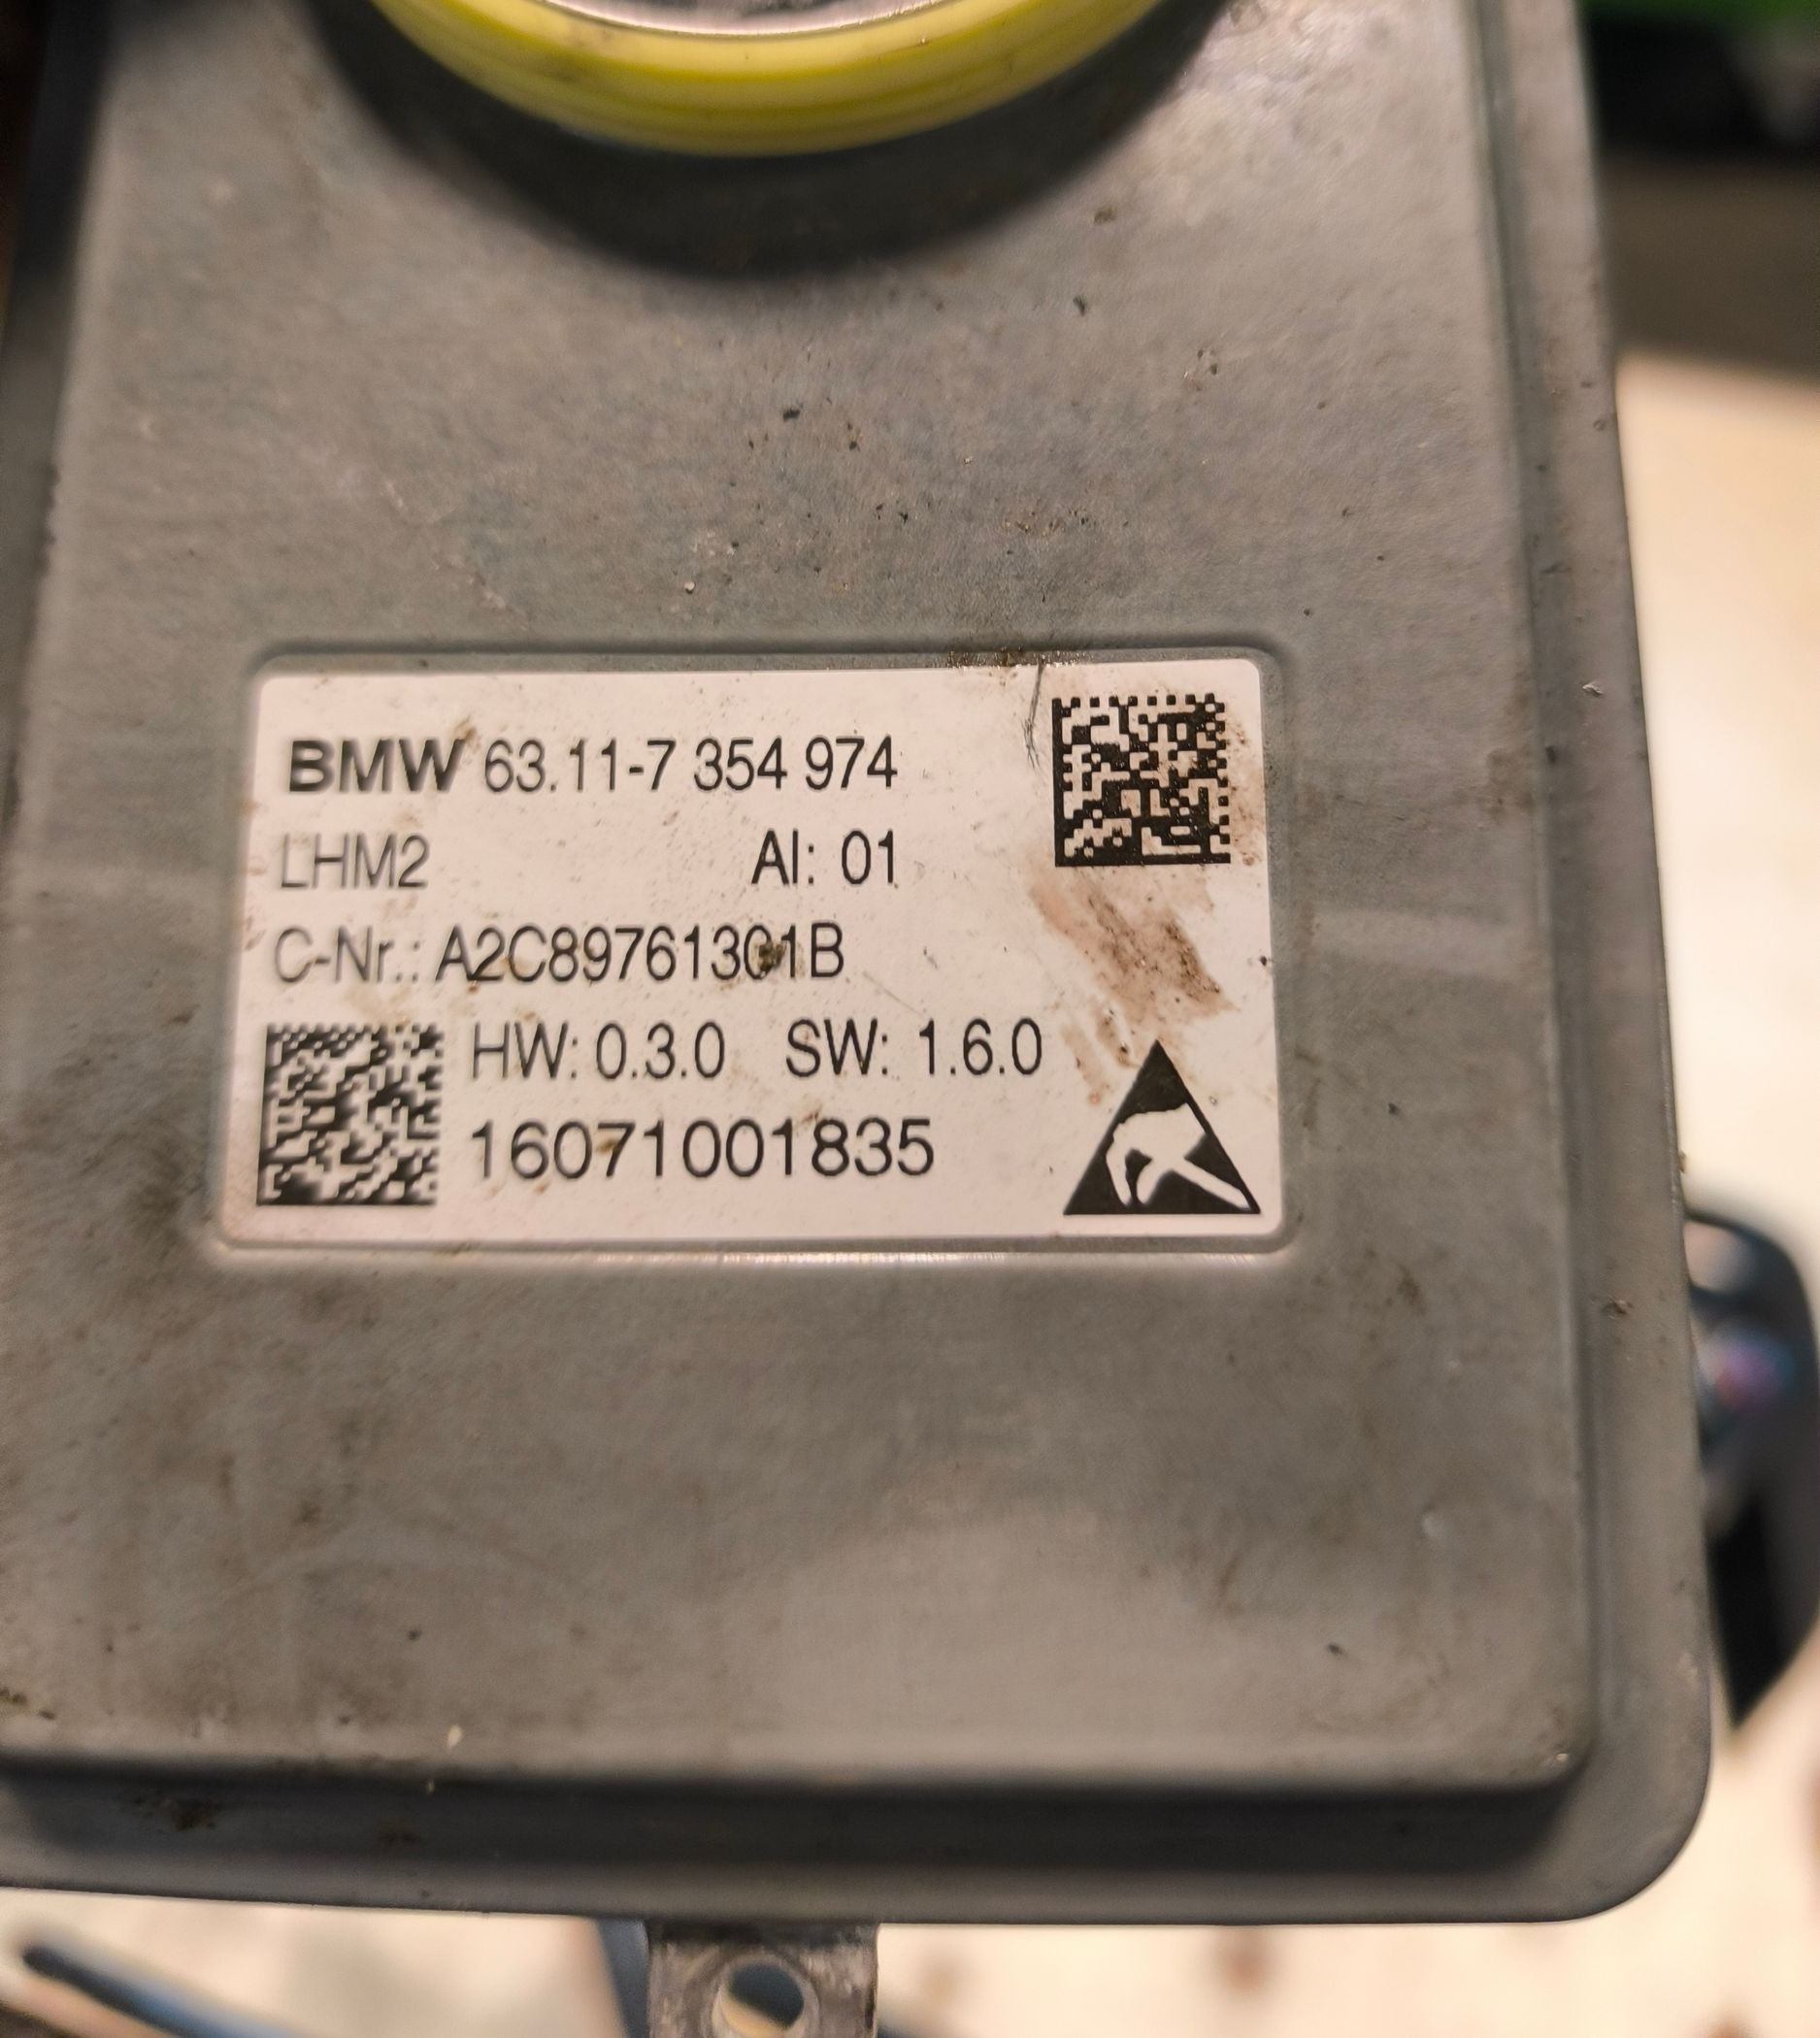 BMW 63.11-7 354 974
LHM2 AI: 01
C-Nr.: A2C89761301B
HW: 0.3.0 SW: 1.6.0
16071001835